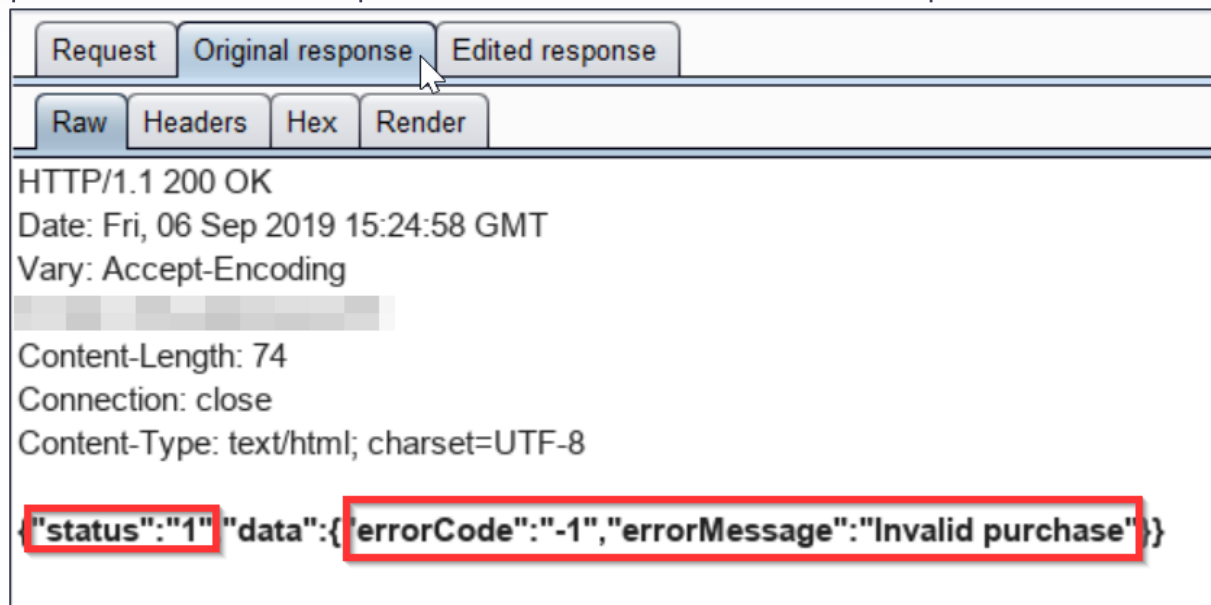 Request Original response Edited response
Raw Headers Hex Render
HTTP/1.1 200 OK
Date: Fri, 06 Sep 2019 15:24:58 GMT
Vary: Accept-Encoding
Content-Length: 74
Connection: close
Content-Type: text/html; charset=UTF-8
{"status":"1" "data":{"errorCode":"-1","errorMessage":"Invalid purchase"}}